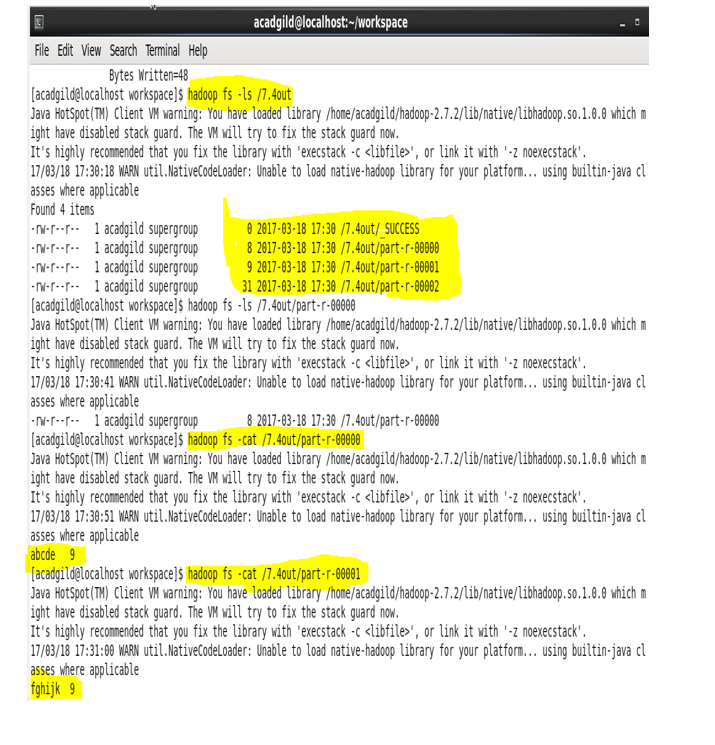 acadgild@localhost:~/workspace
File Edit View Search Terminal Help
Bytes Written=48
[acadgild@localhost workspace]$ hadoop fs -ls /7.4out
Java HotSpot(TM) Client VM warning: You have loaded library /home/acadgild/hadoop-2.7.2/lib/native/libhadoop.so.1.0.0 which m
ight have disabled stack guard. The VM will try to fix the stack guard now.
It's highly recommended that you fix the library with 'execstack -c <libfile>', or link it with '-z noexecstack'.
17/03/18 17:30:18 WARN util.NativeCodeLoader: Unable to load native-hadoop library for your platform... using builtin-java cl
asses where applicable
Found 4 items
-rw-r--r-- 1 acadgild supergroup 0 2017-03-18 17:30 /7.4out/_SUCCESS
-rw-r--r-- 1 acadgild supergroup 8 2017-03-18 17:30 /7.4out/part-r-00000
-rw-r--r-- 1 acadgild supergroup 9 2017-03-18 17:30 /7.4out/part-r-00001
-rw-r--r-- 1 acadgild supergroup 31 2017-03-18 17:30 /7.4out/part-r-00002
[acadgild@localhost workspace]$ hadoop fs -ls /7.4out/part-r-00000
Java HotSpot(TM) Client VM warning: You have loaded library /home/acadgild/hadoop-2.7.2/lib/native/libhadoop.so.1.0.0 which m
ight have disabled stack guard. The VM will try to fix the stack guard now.
It's highly recommended that you fix the library with 'execstack -c <libfile>', or link it with '-z noexecstack'.
17/03/18 17:30:41 WARN util.NativeCodeLoader: Unable to load native-hadoop library for your platform... using builtin-java cl
asses where applicable
-rw-r--r-- 1 acadgild supergroup 8 2017-03-18 17:30 /7.4out/part-r-00000
[acadgild@localhost workspace]$ hadoop fs -cat /7.4out/part-r-00000
Java HotSpot(TM) Client VM warning: You have loaded library /home/acadgild/hadoop-2.7.2/lib/native/libhadoop.so.1.0.0 which m
ight have disabled stack guard. The VM will try to fix the stack guard now.
It's highly recommended that you fix the library with 'execstack -c <libfile>', or link it with '-z noexecstack'.
17/03/18 17:30:51 WARN util.NativeCodeLoader: Unable to load native-hadoop library for your platform... using builtin-java cl
asses where applicable
abcde 9
[acadgild@localhost workspace]$ hadoop fs -cat /7.4out/part-r-00001
Java HotSpot(TM) Client VM warning: You have loaded library /home/acadgild/hadoop-2.7.2/lib/native/libhadoop.so.1.0.0 which m
ight have disabled stack guard. The VM will try to fix the stack guard now.
It's highly recommended that you fix the library with 'execstack -c <libfile>', or link it with '-z noexecstack'.
17/03/18 17:31:00 WARN util.NativeCodeLoader: Unable to load native-hadoop library for your platform... using builtin-java cl
asses where applicable
fghijk 9